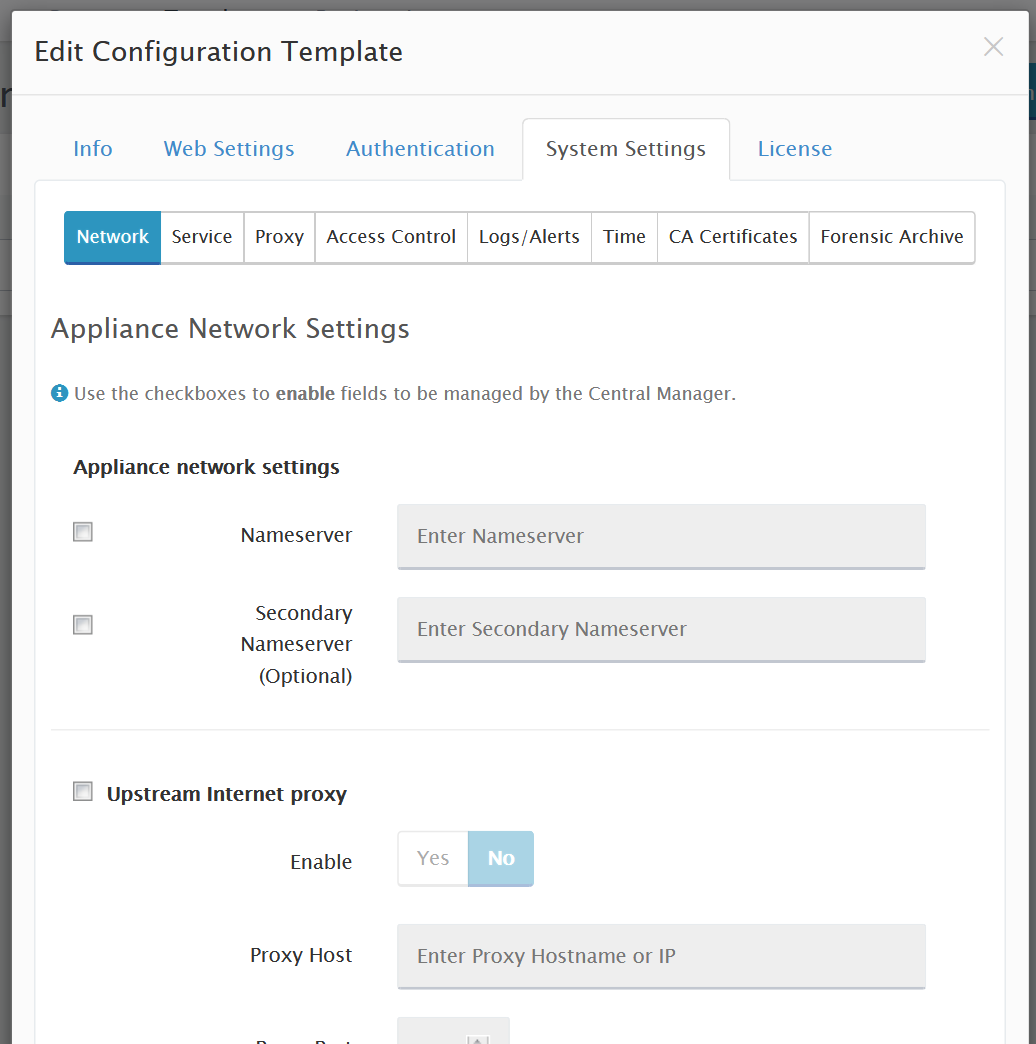 Edit Configuration Template
Info Web Settings Authentication System Settings License
Network Service Proxy Access Control Logs/Alerts Time CA Certificates Forensic Archive
Appliance Network Settings
Use the checkboxes to enable fields to be managed by the Central Manager.
Appliance network settings
Nameserver Enter Nameserver
Secondary
Nameserver
(Optional)
Enter Secondary Nameserver
Upstream Internet proxy
Enable Yes No
Proxy Host Enter Proxy Hostname or IP